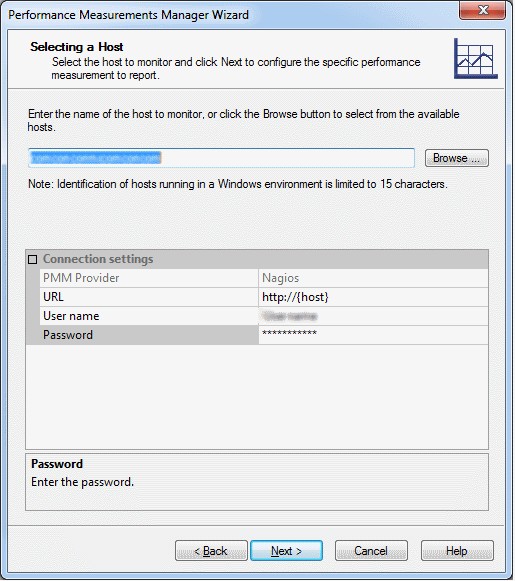 Performance Measurements Manager Wizard
Selecting a Host
Select the host to monitor and click Next to configure the specific performance
measurement to report.
Enter the name of the host to monitor, or click the Browse button to select from the available
hosts.
Browse ...
Note: Identification of hosts running in a Windows environment is limited to 15 characters.
Connection settings
PMM Provider Nagios
URL http://{host}
User name
Password ***********
Password
Enter the password.
< Back Next > Cancel Help